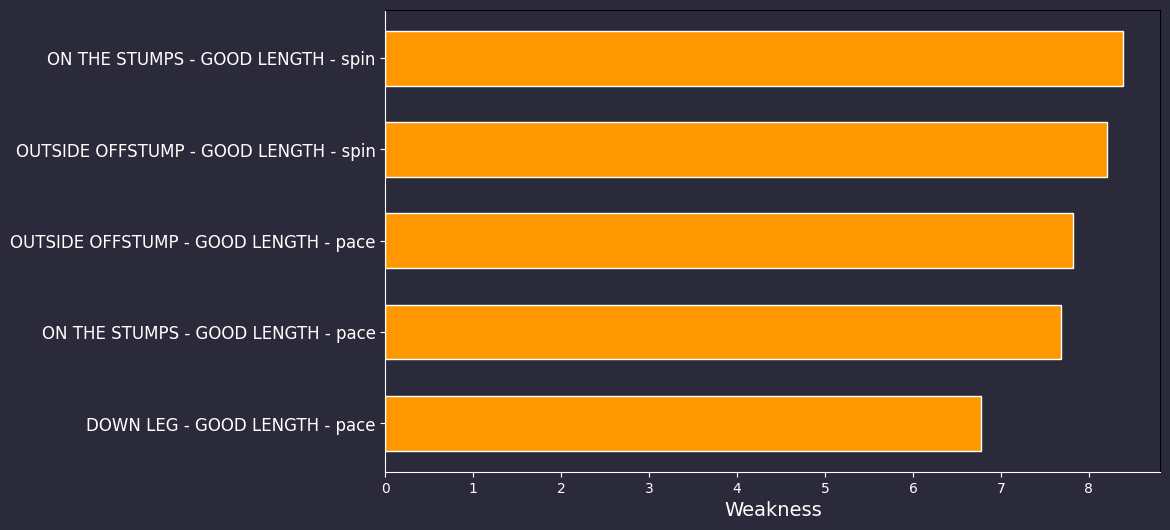 ON THE STUMPS - GOOD LENGTH - spin
OUTSIDE OFFSTUMP - GOOD LENGTH - spin
OUTSIDE OFFSTUMP - GOOD LENGTH - pace
ON THE STUMPS - GOOD LENGTH - pace
DOWN LEG - GOOD LENGTH - pace
0 1 2 3 4 5 6 7 8
Weakness